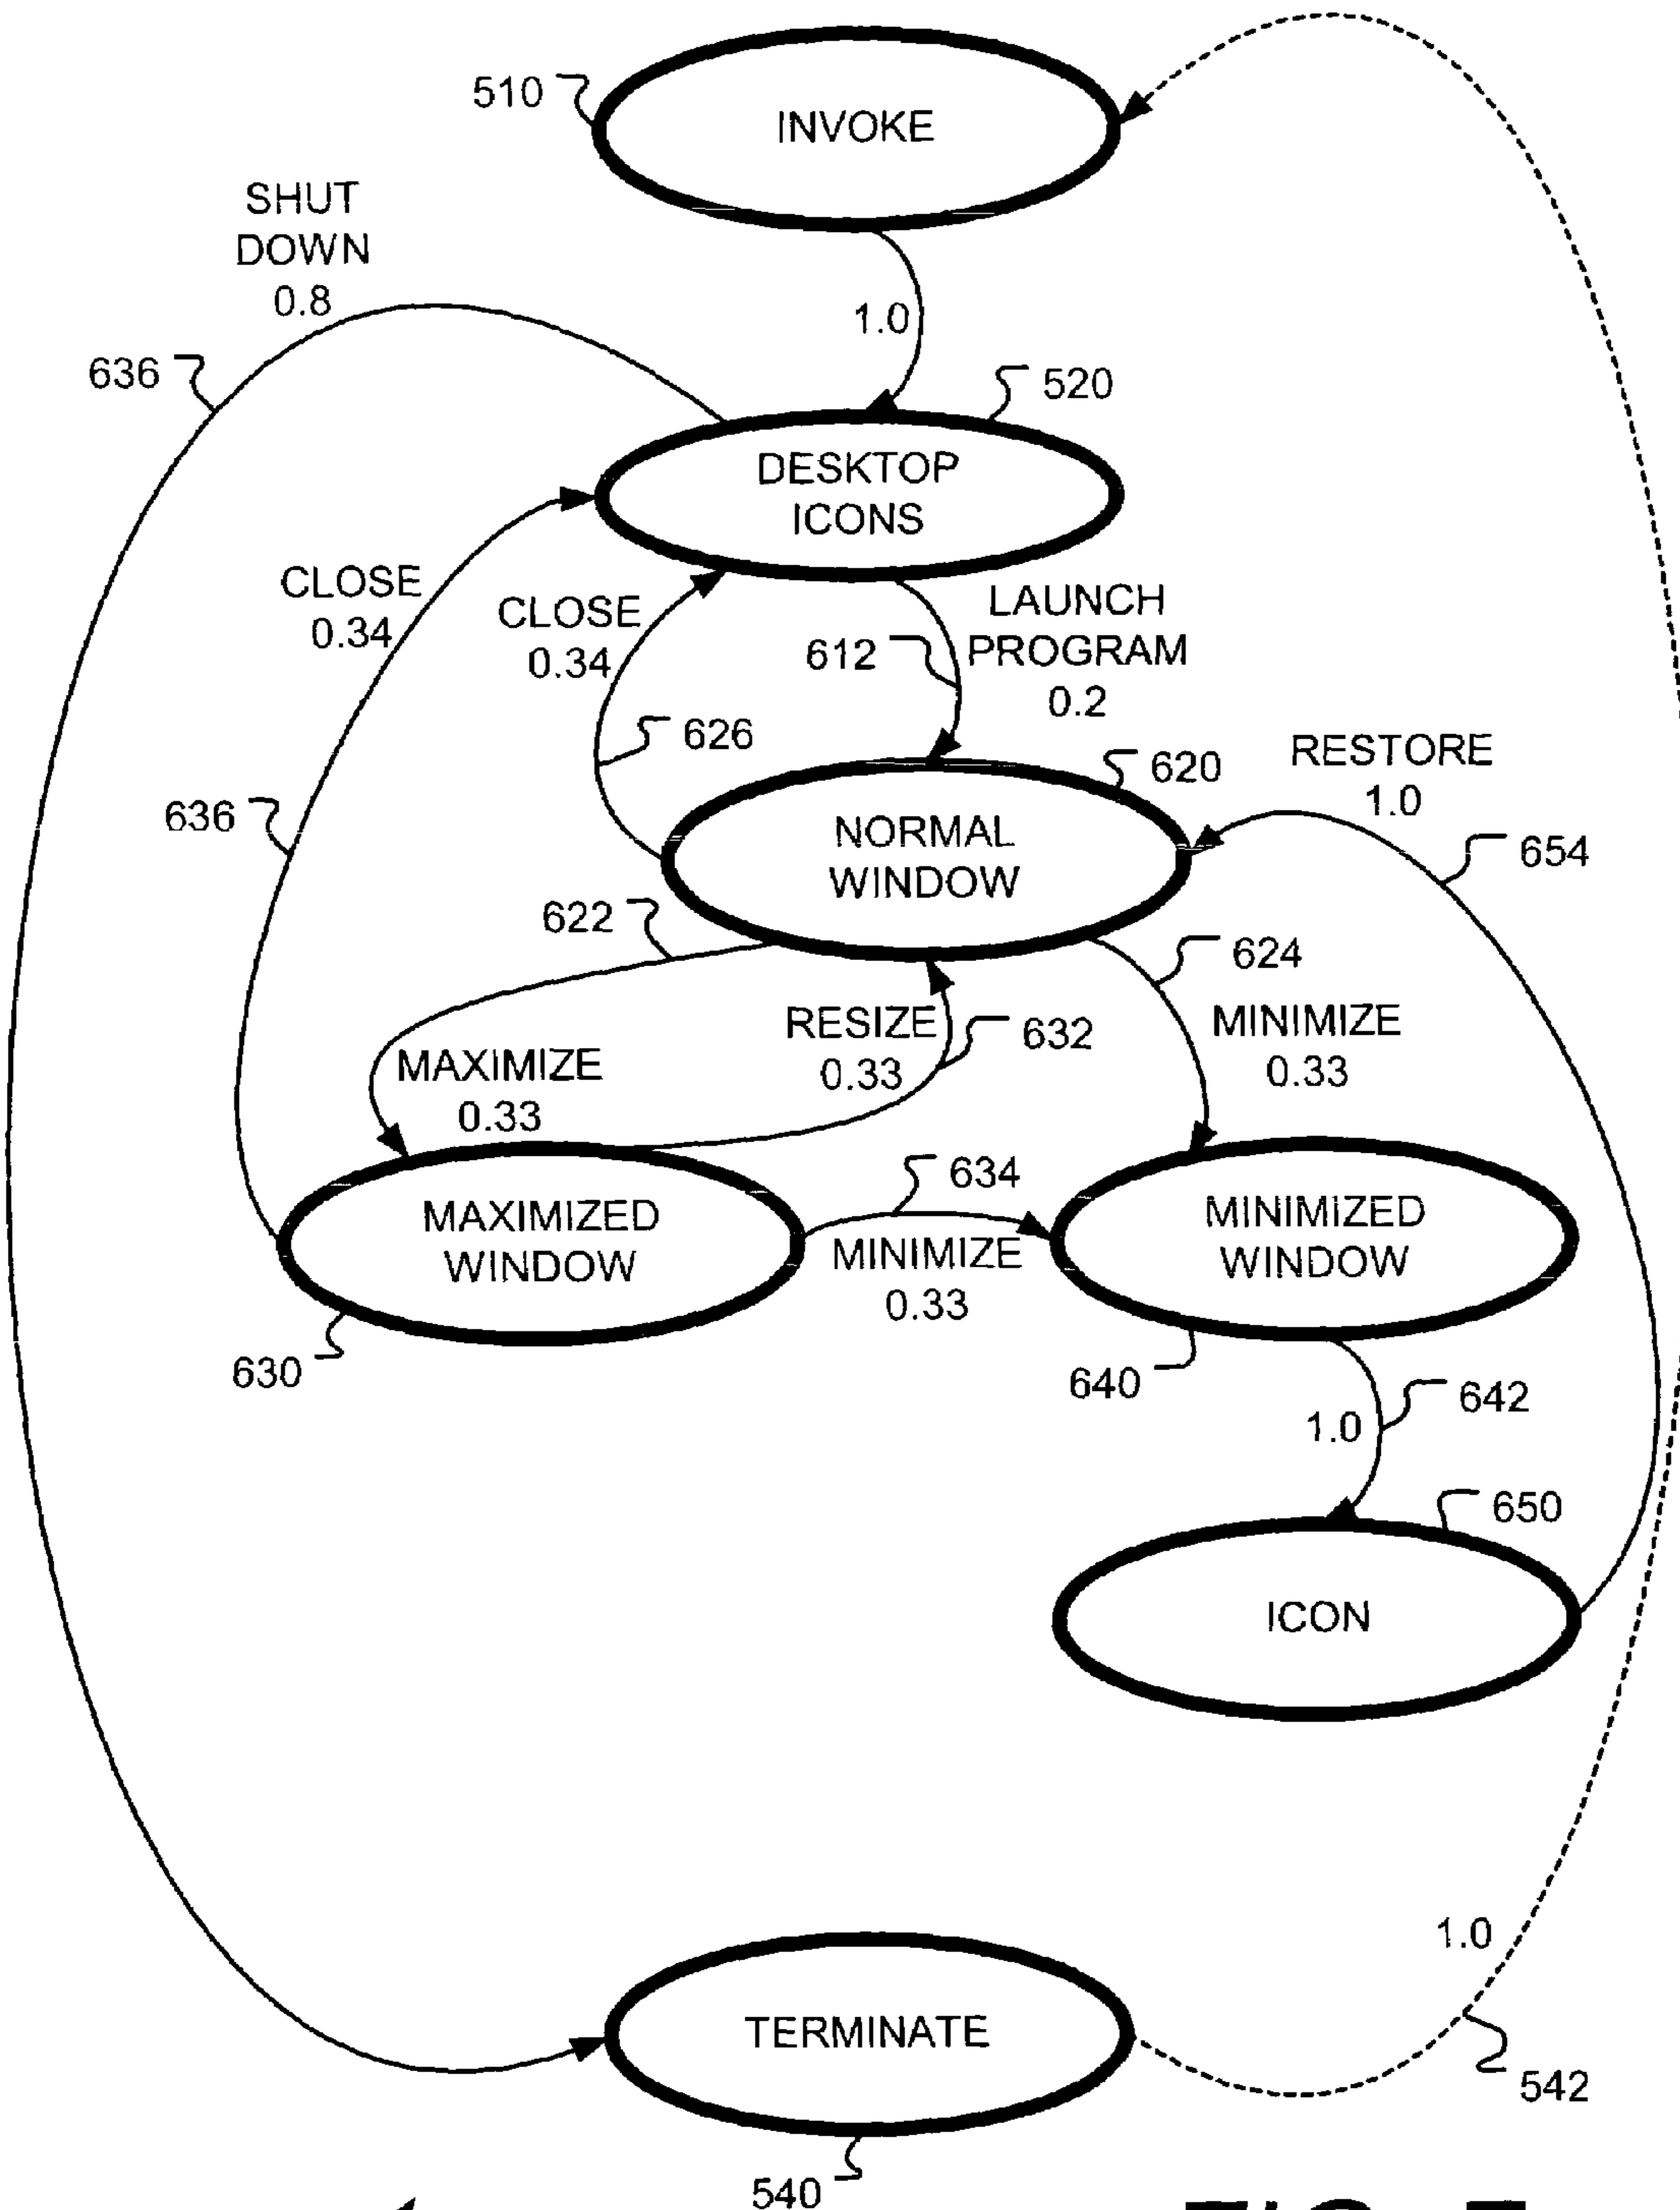 510
INVOKE
SHUT
DOWN
0.8
1.0
636
520
DESKTOP
ICONS
CLOSE
0.34
CLOSE
0.34
LAUNCH
PROGRAM
0.2
612
626
620
RESTORE
1.0
636
NORMAL
WINDOW
654
622
624
RESIZE
0.33
632
MINIMIZE
0.33
MAXIMIZE
0.33
634
MAXIMIZED
WINDOW
MINIMIZE
0.33
MINIMIZED
WINDOW
630
640
642
1.0
650
ICON
1.0
TERMINATE
542
540